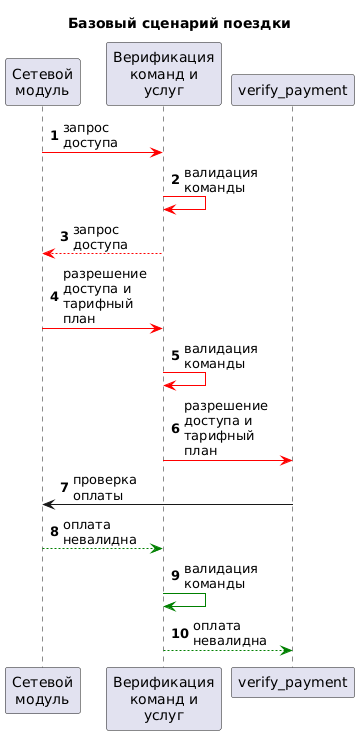 Базовый сценарий поездки
Сетевой
модуль
Верификация
команд и
услуг
verify_payment
1 запрос
доступа
2 валидация
команды
3 запрос
доступа
4 разрешение
доступа и
тарифный
план
5 валидация
команды
6 разрешение
доступа и
тарифный
план
7 проверка
оплаты
8 оплата
невалидна
9 валидация
команды
10 оплата
невалидна
Сетевой
модуль
Верификация
команд и
услуг
verify_payment